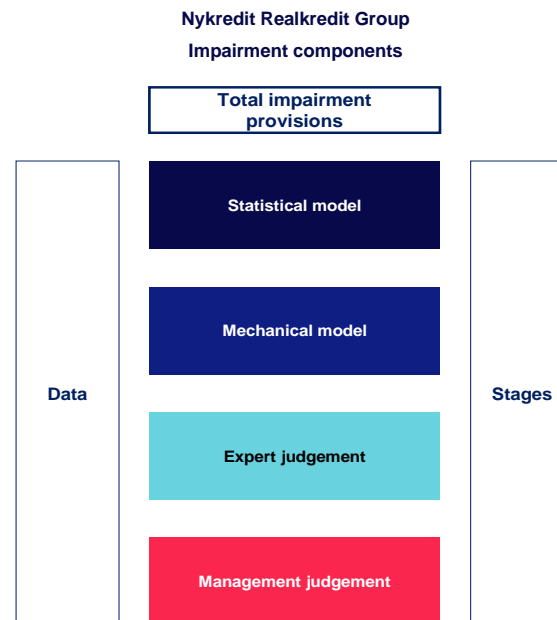 Nykredit Realkredit Group
Impairment components
Total impairment
provisions
Statistical model
Mechanical model
Data
Stages
Expert judgement
Management judgement